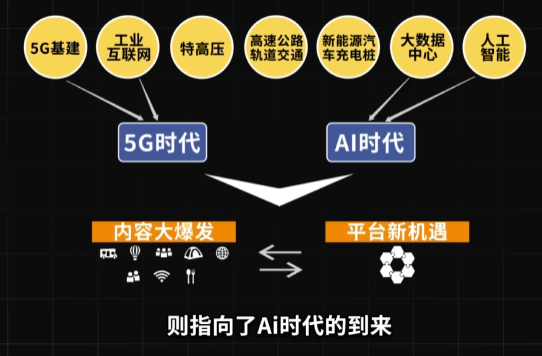 5G基建
工业
互联网
特高压
高速公路
轨道交通
新能源汽
车充电桩
大数据
中心
人工
智能
5G时代
AI时代
内容大爆发
平台新机遇
则指向了Ai时代的到来